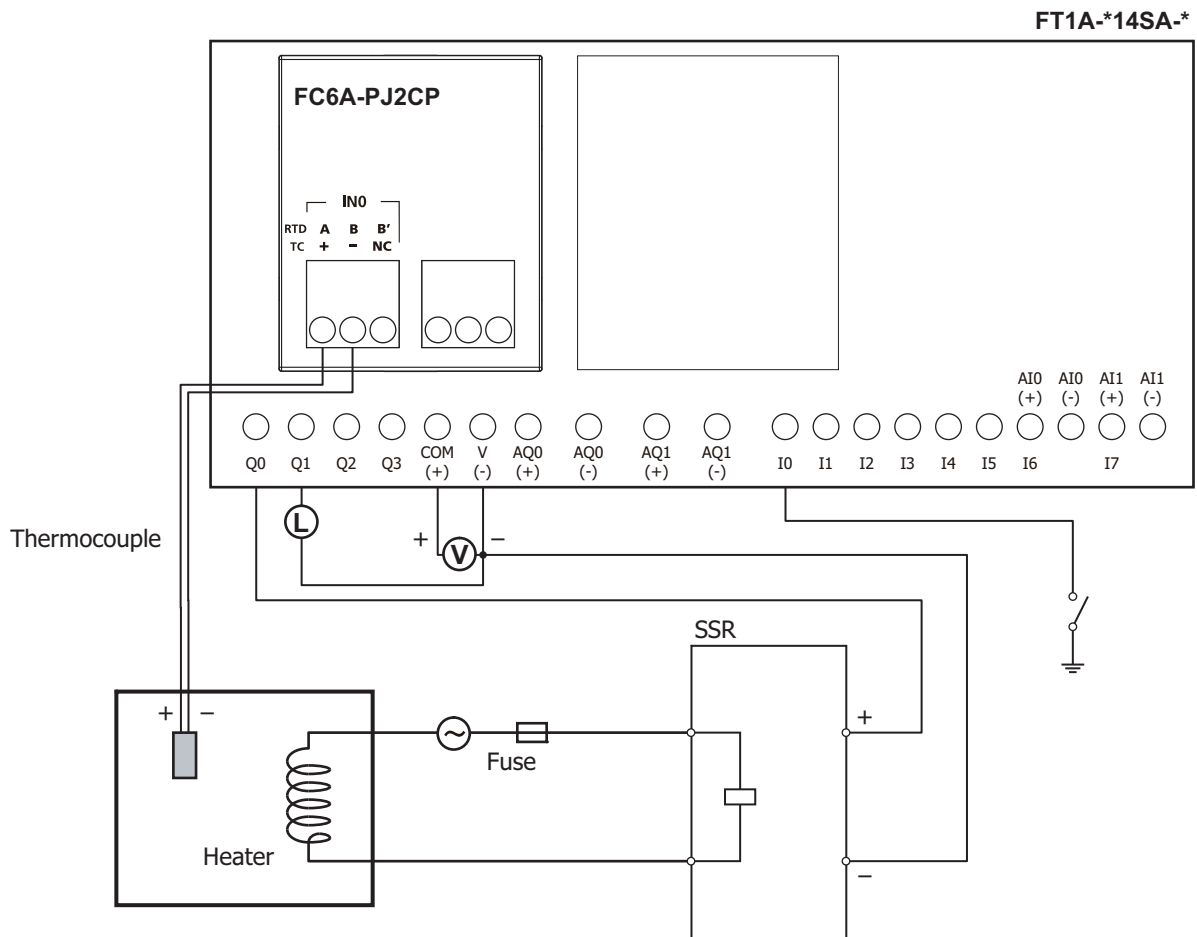 FT1A-*14SA-*
FC6A-PJ2CP
IN0
RTD A B B'
TC + − NC
AI0 (+) AI0 (-) AI1 (+) AI1 (-)
Q0 Q1 Q2 Q3 COM (+) V (-) AQ0 (+) AQ0 (-) AQ1 (+) AQ1 (-) I0 I1 I2 I3 I4 I5 I6 I7
L
+ V −
Thermocouple
SSR
+ −
+
Fuse
Heater
−